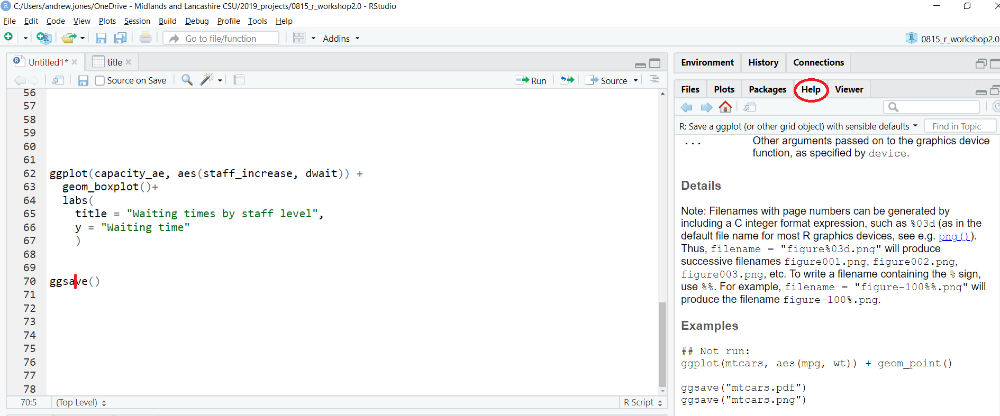 C:/Users/andrew.jones/OneDrive - Midlands and Lancashire CSU/2019_projects/0815_r_workshop2.0 - RStudio
File Edit Code View Plots Session Build Debug Profile Tools Help
Go to file/function Addins 0815_r_workshop2.0
Untitled1* title
Source on Save Run Source
56
57
58
59
60
61
62 ggplot(capacity_ae, aes(staff_increase, dwait)) +
63 geom_boxplot()+
64 labs(
65 title = "Waiting times by staff level",
66 y = "Waiting time"
67 )
68
69
70 ggsave()
71
72
73
74
75
76
77
78
70:5 (Top Level) R Script
Environment History Connections
Files Plots Packages Help Viewer
R: Save a ggplot (or other grid object) with sensible defaults Find in Topic
... Other arguments passed on to the graphics device
function, as specified by device.
Details
Note: Filenames with page numbers can be generated by
including a C integer format expression, such as %03d (as in the
default file name for most R graphics devices, see e.g. png()).
Thus, filename = "figure%03d.png" will produce
successive filenames figure001.png, figure002.png,
figure003.png, etc. To write a filename containing the % sign,
use %%. For example, filename = "figure-100%%.png" will
produce the filename figure-100%.png.
Examples
## Not run:
ggplot(mtcars, aes(mpg, wt)) + geom_point()
ggsave("mtcars.pdf")
ggsave("mtcars.png")